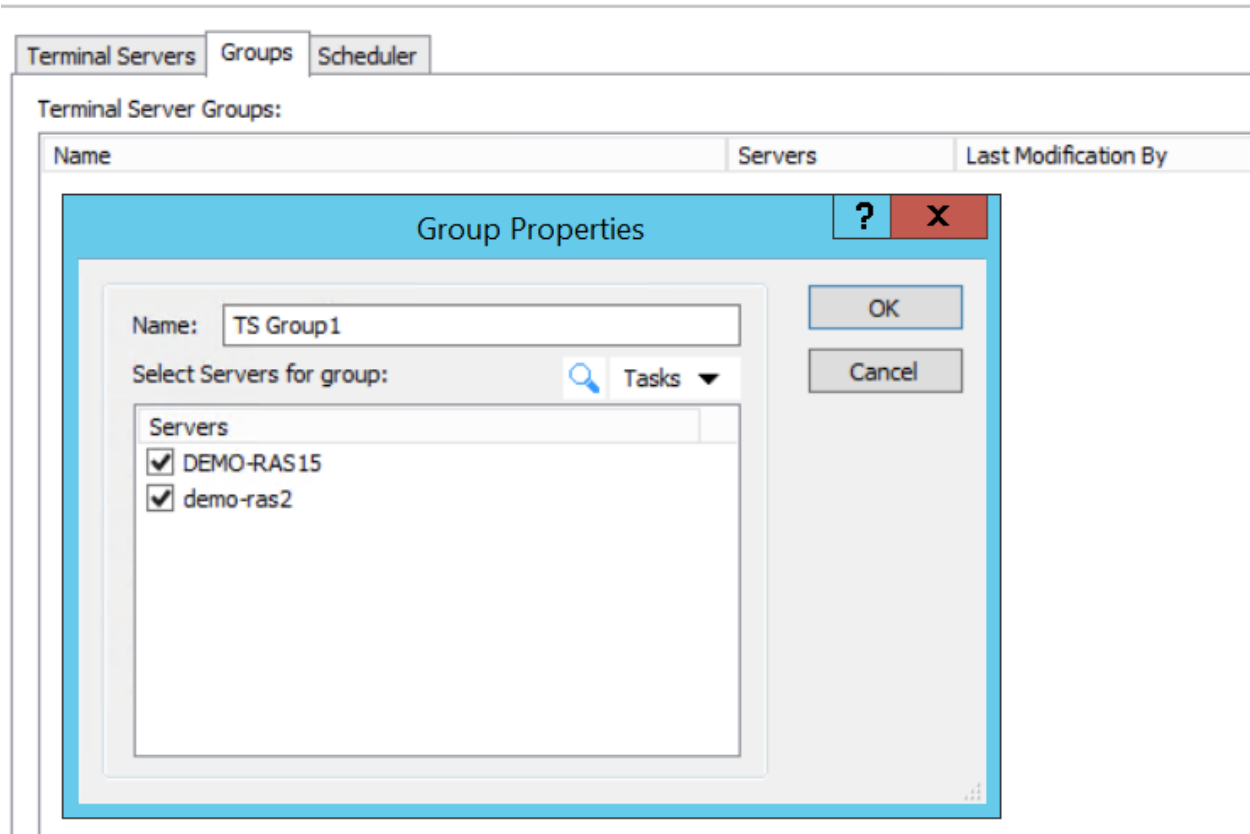 Terminal Servers Groups Scheduler
Terminal Server Groups:
Name Servers Last Modification By
Group Properties ? X
Name: TS Group1 OK
Select Servers for group: Tasks Cancel
Servers
DEMO-RAS15
demo-ras2